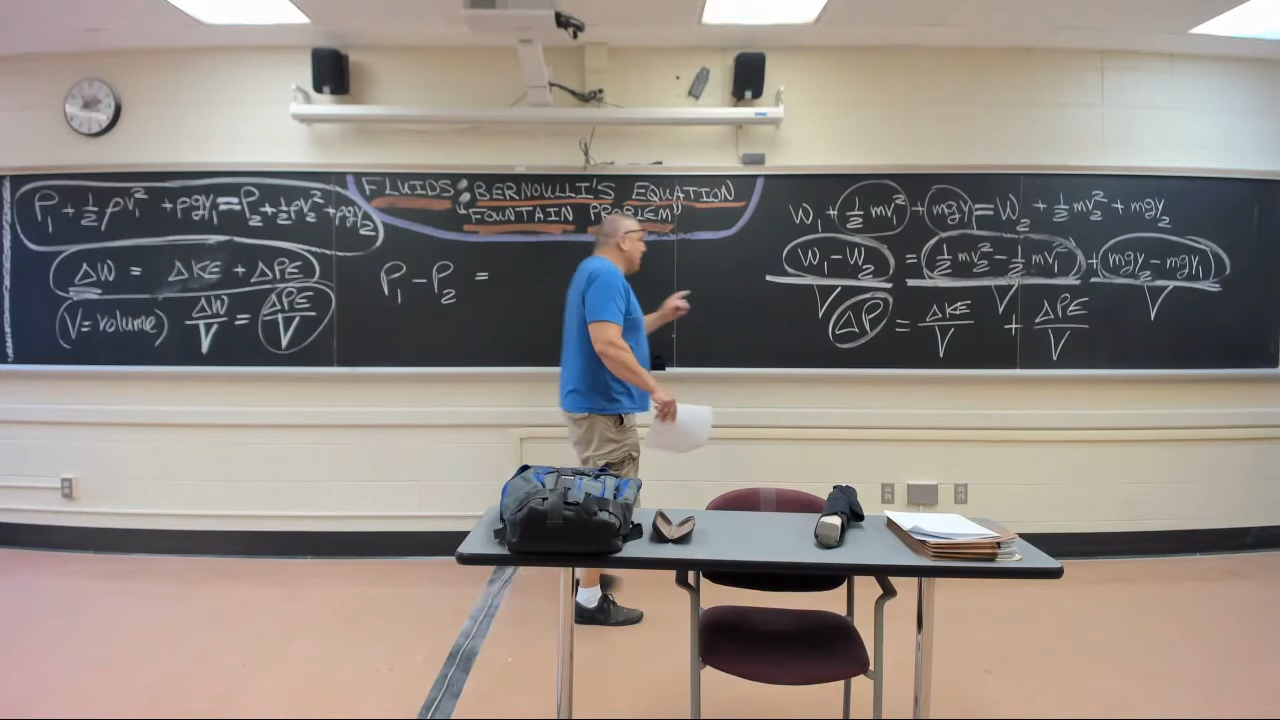 P₁ + ½ρv₁² + ρgy₁ = P₂ + ½ρv₂² + ρgy₂
ΔW = ΔKE + ΔPE
(V = volume) ΔW/V = ΔPE/V
FLUIDS: BERNOULLI'S EQUATION
"FOUNTAIN PROBLEM"
P₁ - P₂ =
W₁ + ½mv₁² + mgy = W₂ + ½mv₂² + mgy₂
W₁ - W₂ = ½mv₂² - ½mv₁² + mgy₂ - mgy₁
V V V
ΔP = ΔKE/V + ΔPE/V